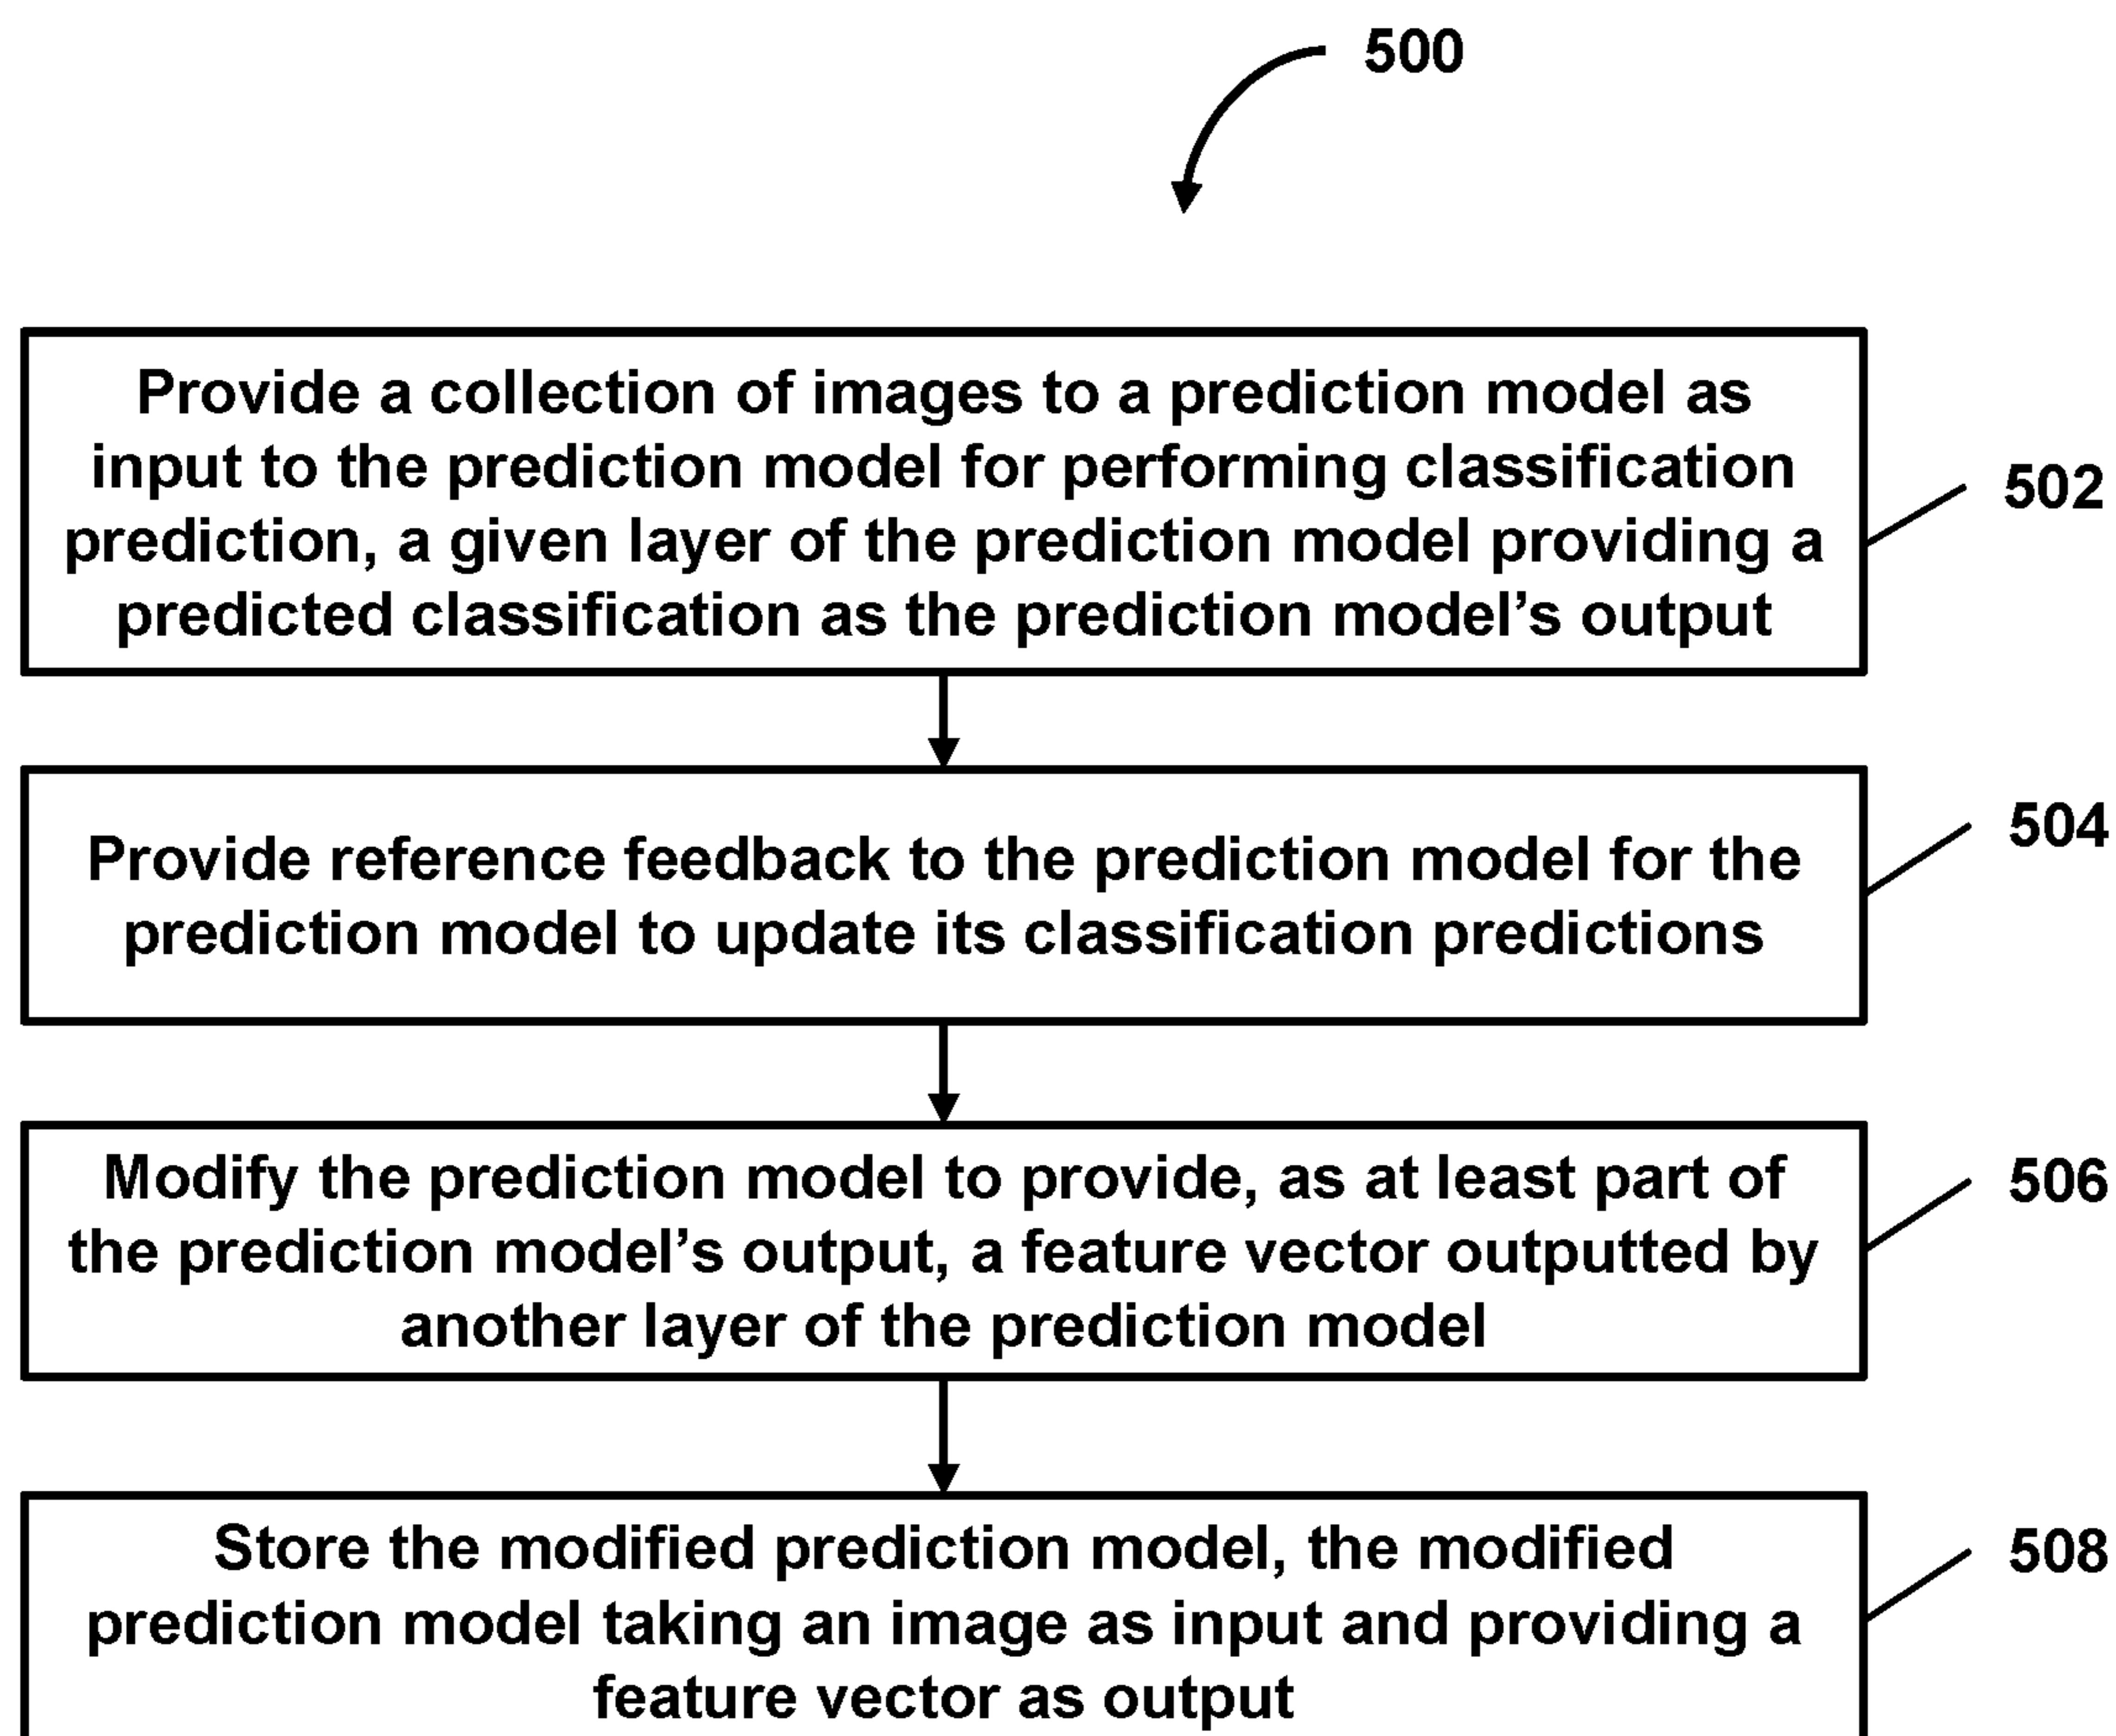 500
Provide a collection of images to a prediction model as
input to the prediction model for performing classification
prediction, a given layer of the prediction model providing a
predicted classification as the prediction model’s output
502
Provide reference feedback to the prediction model for the
prediction model to update its classification predictions
504
Modify the prediction model to provide, as at least part of
the prediction model’s output, a feature vector outputted by
another layer of the prediction model
506
Store the modified prediction model, the modified
prediction model taking an image as input and providing a
feature vector as output
508